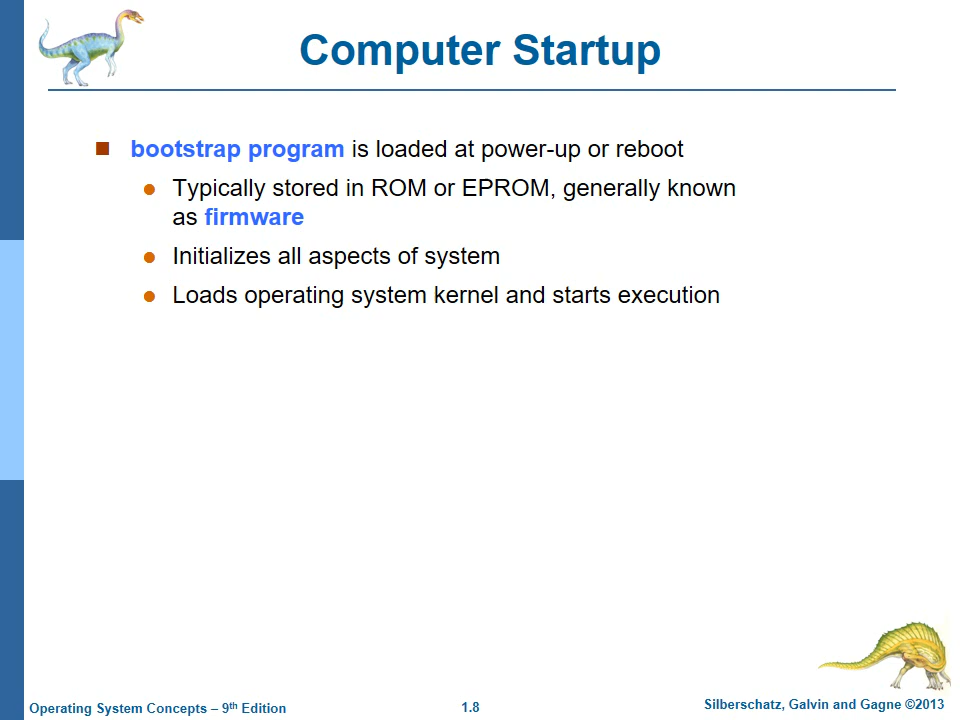 Computer Startup
bootstrap program is loaded at power-up or reboot
Typically stored in ROM or EPROM, generally known
as firmware
Initializes all aspects of system
Loads operating system kernel and starts execution
Operating System Concepts – 9th Edition
1.8
Silberschatz, Galvin and Gagne ©2013